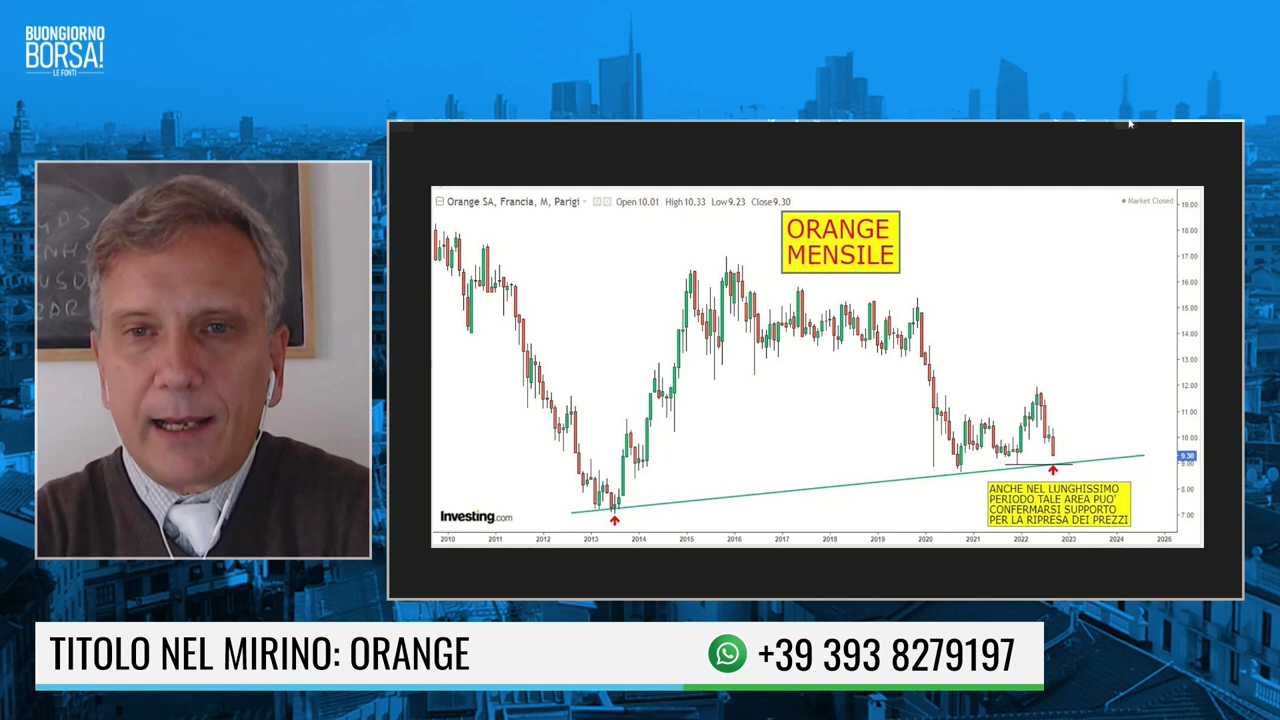 BUONGIORNO
BORSA!
LE FONTI
Orange SA, Francia, M, Parigi Open 10.01 High 10.33 Low 9.23 Close 9.30
Market Closed
ORANGE
MENSILE
19.00
18.00
17.00
16.00
15.00
14.00
13.00
12.00
11.00
10.00
9.30
9.00
8.00
7.00
ANCHE NEL LUNGHISSIMO
PERIODO TALE AREA PUO'
CONFERMARSI SUPPORTO
PER LA RIPRESA DEI PREZZI
Investing.com
2010 2011 2012 2013 2014 2015 2016 2017 2018 2019 2020 2021 2022 2023 2024 2025
TITOLO NEL MIRINO: ORANGE
+39 393 8279197